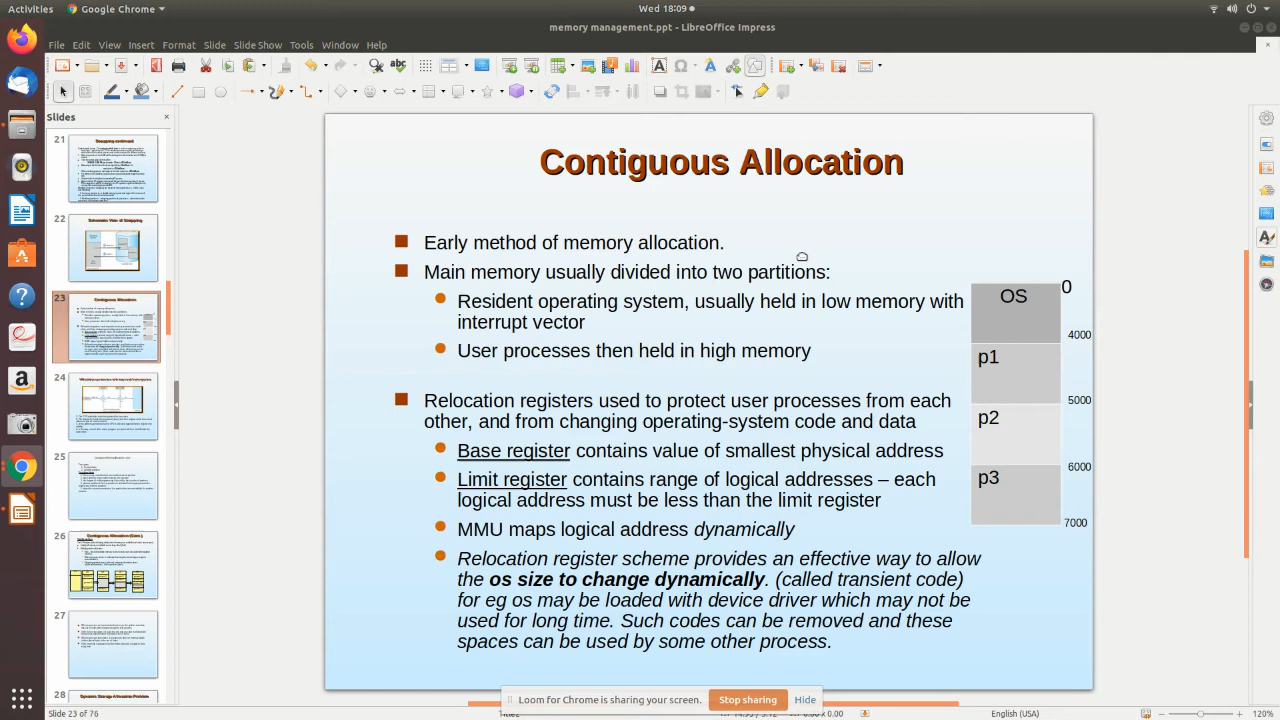 Activities
Google Chrome
Wed 18:09
memory management.ppt - LibreOffice Impress
File Edit View Insert Format Slide Slide Show Tools Window Help
Slides
21
22
23
24
25
26
27
28
Contiguous Allocation
Early method of memory allocation.
Main memory usually divided into two partitions:
Resident operating system, usually held in low memory with
interrupt vector
User processes then held in high memory
Relocation registers used to protect user processes from each
other, and from changing operating-system code and data
Base register contains value of smallest physical address
Limit register contains range of logical addresses – each
logical address must be less than the limit register
MMU maps logical address dynamically
Relocation register scheme provides an effective way to allow
the os size to change dynamically. (called transient code)
for eg os may be loaded with device driver which may not be
used for long time. Such codes can be removed and these
spaces can be used by some other process.
OS
0
4000
p1
5000
p2
6000
p3
7000
Loom for Chrome is sharing your screen.
Stop sharing
Hide
Slide 23 of 76
English (USA)
120%